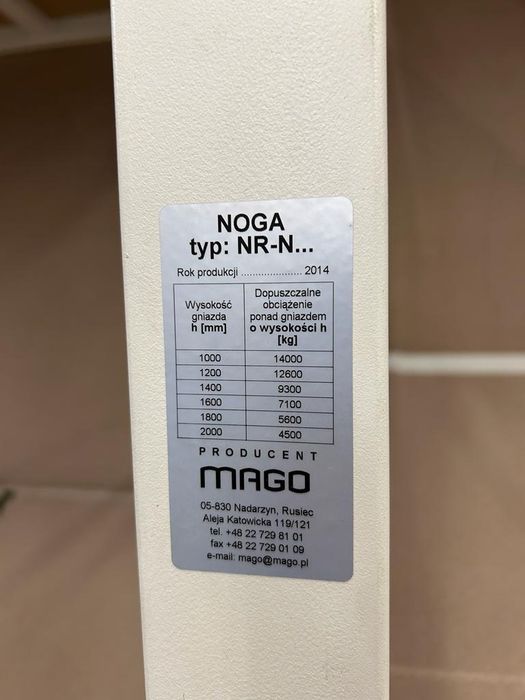 NOGA
typ: NR-N...
Rok produkcji ..................... 2014
Wysokość gniazda h [mm] Dopuszczalne obciążenie ponad gniazdem o wysokości h [kg]
1000 14000
1200 12600
1400 9300
1600 7100
1800 5600
2000 4500
PRODUCENT
MAGO
05-830 Nadarzyn, Rusiec
Aleja Katowicka 119/121
tel. +48 22 729 81 01
fax +48 22 729 01 09
e-mail: mago@mago.pl